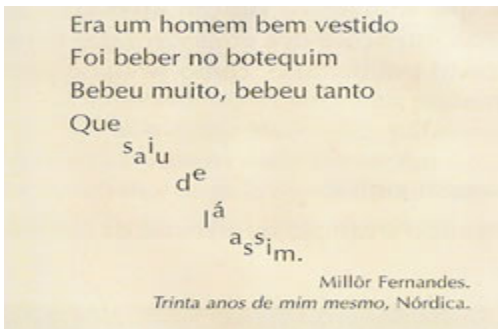 Era um homem bem vestido
Foi beber no botequim
Bebeu muito, bebeu tanto
Que
saiu
de
lá
assim.
Millôr Fernandes.
Trinta anos de mim mesmo, Nórdica.